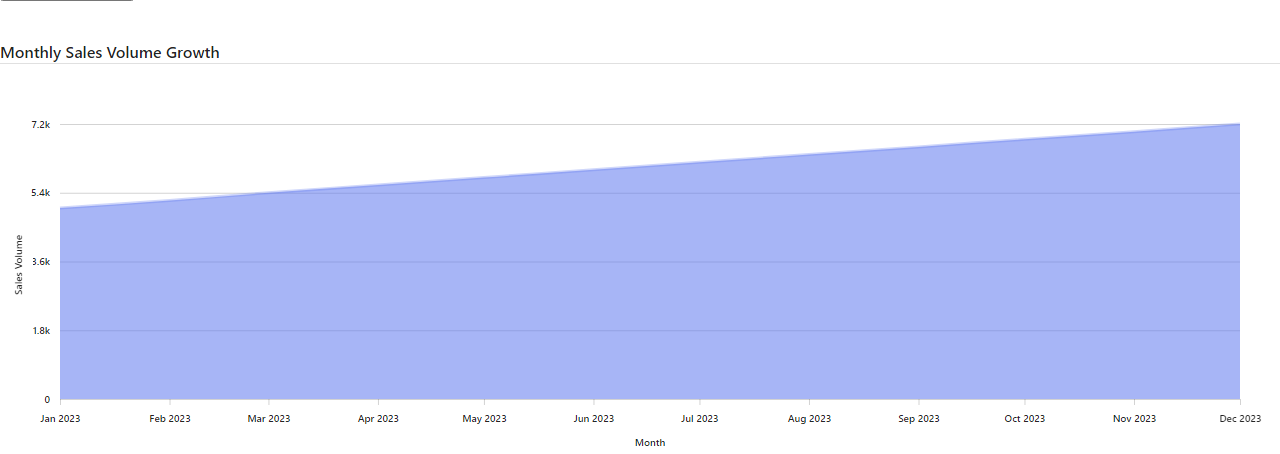 Monthly Sales Volume Growth
7.2k
5.4k
3.6k
1.8k
0
Sales Volume
Jan 2023 Feb 2023 Mar 2023 Apr 2023 May 2023 Jun 2023 Jul 2023 Aug 2023 Sep 2023 Oct 2023 Nov 2023 Dec 2023
Month